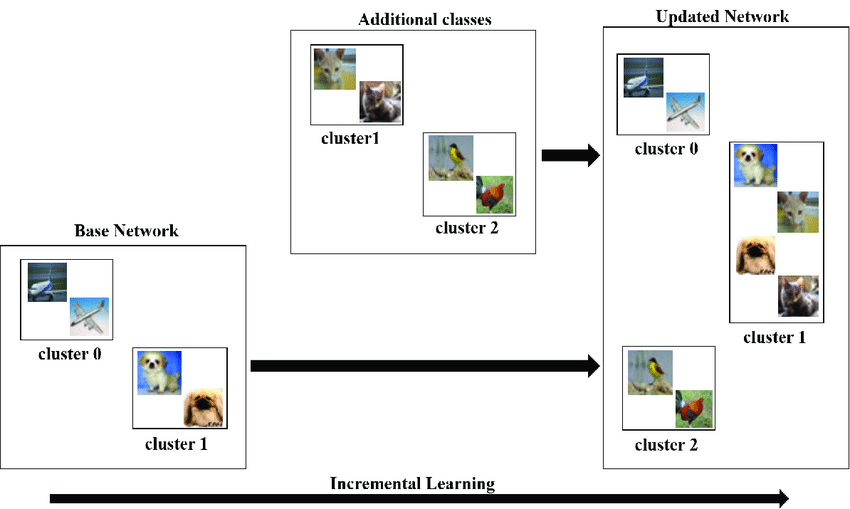 Additional classes
Updated Network
cluster1
cluster 2
cluster 0
cluster 1
cluster 2
Base Network
cluster 0
cluster 1
Incremental Learning